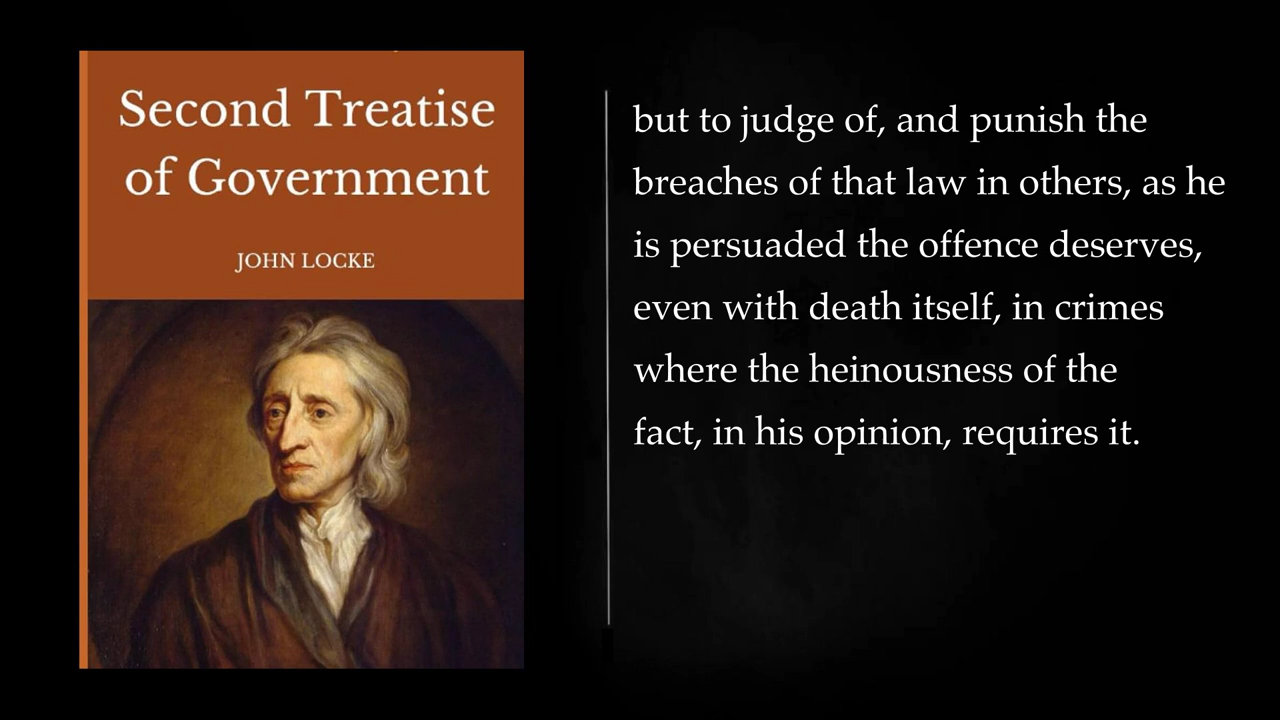 Second Treatise
of Government
JOHN LOCKE
but to judge of, and punish the
breaches of that law in others, as he
is persuaded the offence deserves,
even with death itself, in crimes
where the heinousness of the
fact, in his opinion, requires it.